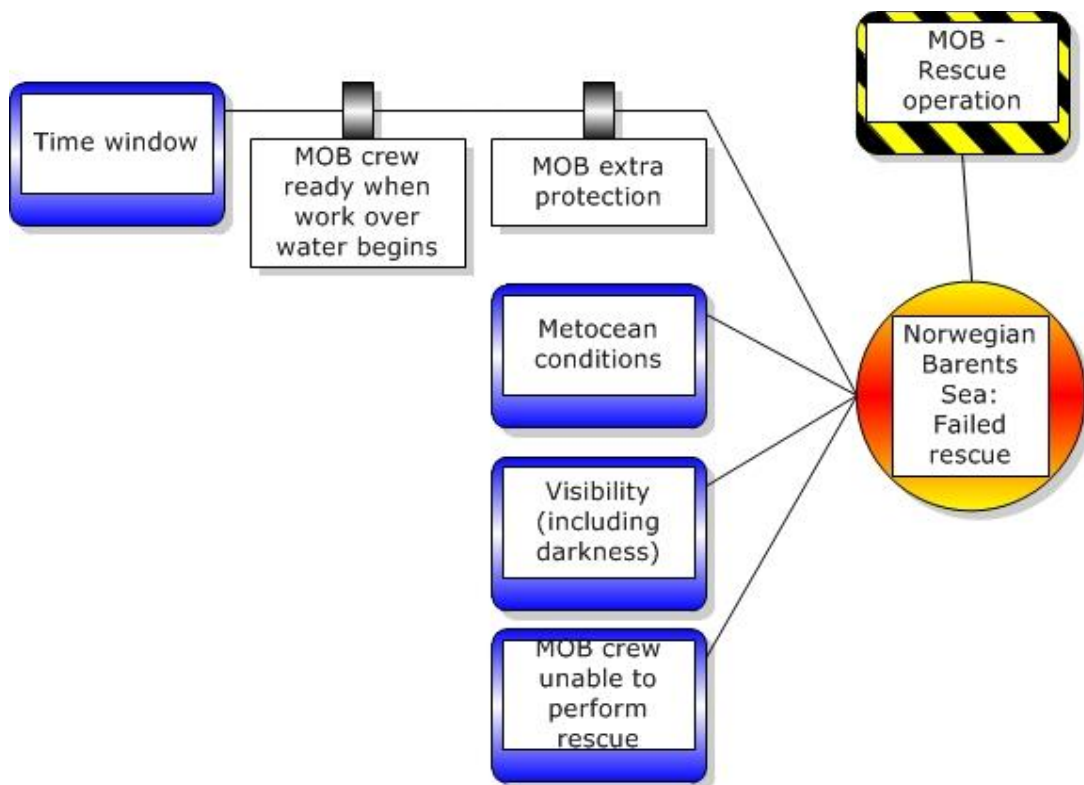 MOB -
Rescue
operation
Time window
MOB crew
ready when
work over
water begins
MOB extra
protection
Metocean
conditions
Norwegian
Barents
Sea:
Failed
rescue
Visibility
(including
darkness)
MOB crew
unable to
perform
rescue